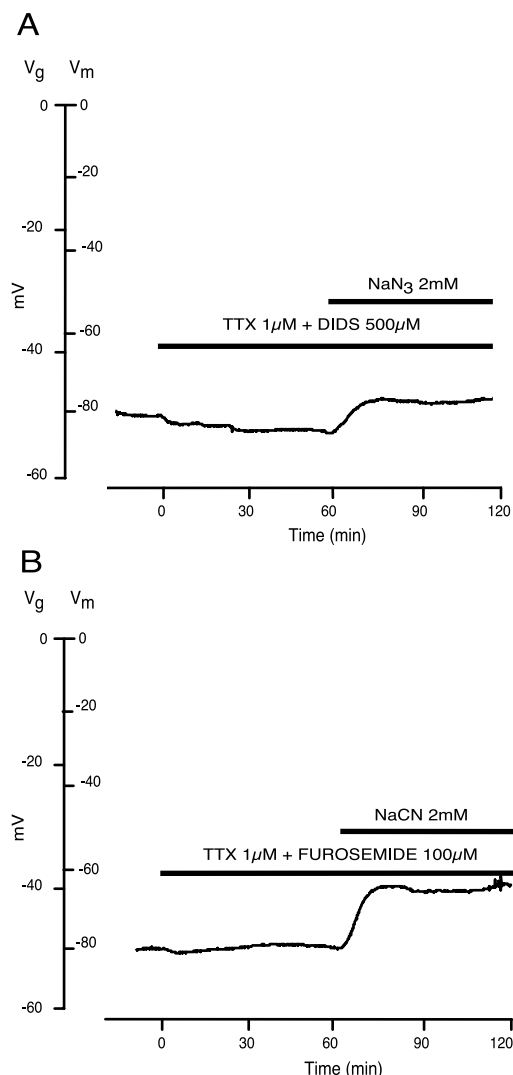 A
Vg Vm
0 0
-20
-20
-40
NaN3 2mM
mV
TTX 1µM + DIDS 500µM
-60
-40
-80
-60
0 30 60 90 120
Time (min)
B
Vg Vm
0 0
-20
-20
-40
NaCN 2mM
mV
TTX 1µM + FUROSEMIDE 100µM
-60
-40
-80
-60
0 30 60 90 120
Time (min)